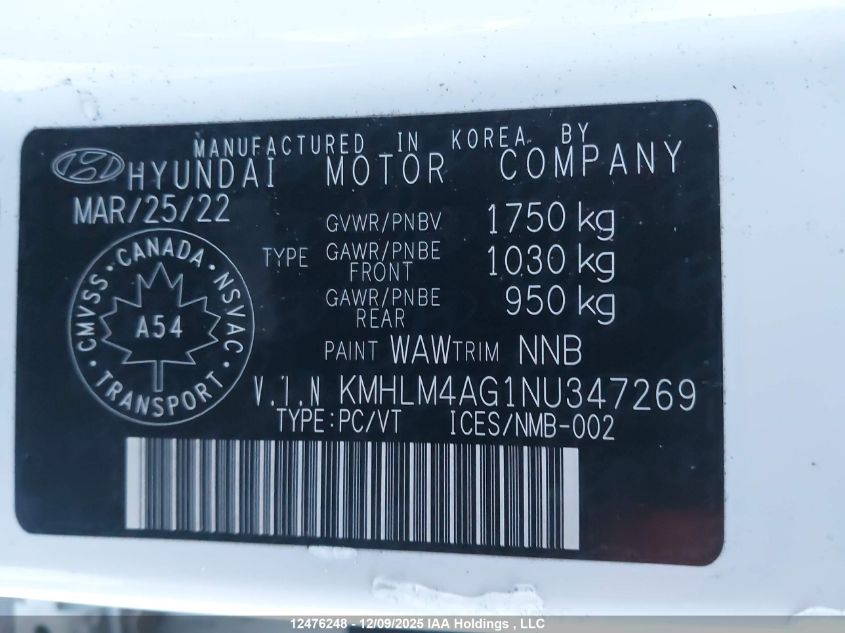 MANUFACTURED IN KOREA BY
HYUNDAI MOTOR COMPANY
MAR/25/22
GVWR/PNBV 1750 kg
TYPE GAWR/PNBE FRONT 1030 kg
GAWR/PNBE REAR 950 kg
PAINT WAW TRIM NNB
CMVSS · CANADA · NSVAC · TRANSPORT ·
A54
V.I.N KMHLM4AG1NU347269
TYPE:PC/VT ICES/NMB-002
12476248 - 12/09/2025 IAA Holdings , LLC